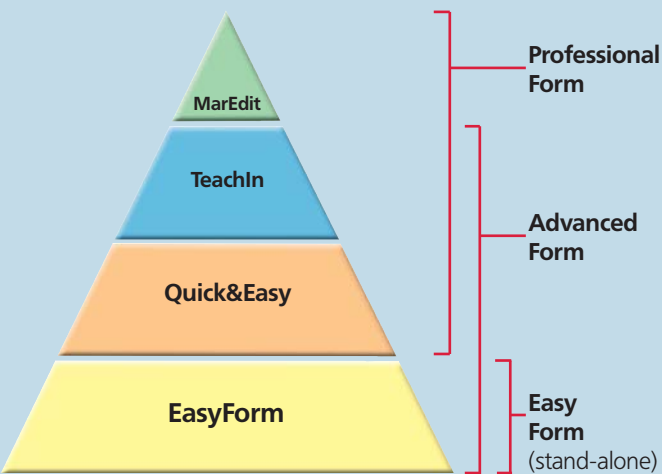 MarEdit
TeachIn
Quick&Easy
EasyForm
Professional
Form
Advanced
Form
Easy
Form
(stand-alone)